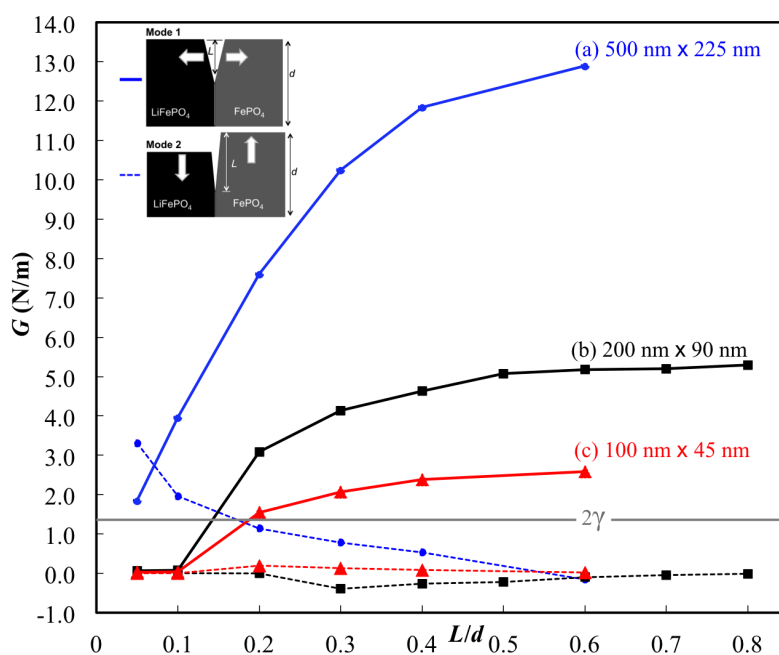 14.0
13.0
12.0
11.0
10.0
9.0
8.0
7.0
6.0
5.0
4.0
3.0
2.0
1.0
0.0
-1.0
G (N/m)
Mode 1
L
d
LiFePO4
FePO4
Mode 2
L
d
LiFePO4
FePO4
(a) 500 nm x 225 nm
(b) 200 nm x 90 nm
(c) 100 nm x 45 nm
2γ
0 0.1 0.2 0.3 0.4 0.5 0.6 0.7 0.8
L/d